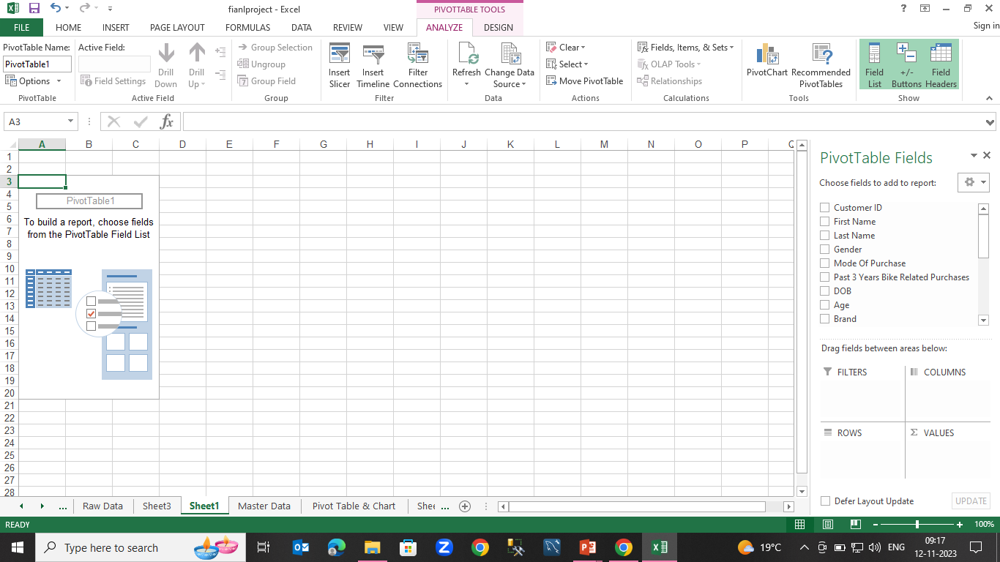 fianlproject - Excel
PIVOTTABLE TOOLS
?
FILE HOME INSERT PAGE LAYOUT FORMULAS DATA REVIEW VIEW ANALYZE DESIGN Sign in
PivotTable Name:
PivotTable1
Options
PivotTable
Active Field:
Field Settings
Drill Down
Drill Up
Active Field
Group Selection
Ungroup
Group Field
Group
Insert Slicer
Insert Timeline
Filter Connections
Filter
Refresh
Change Data Source
Data
Clear
Select
Move PivotTable
Actions
Fields, Items, & Sets
OLAP Tools
Relationships
Calculations
PivotChart
Recommended PivotTables
Tools
Field List
+/- Buttons
Field Headers
Show
A3
fx
A B C D E F G H I J K L M N O P Q
1
2
3
4
5
6
7
8
9
10
11
12
13
14
15
16
17
18
19
20
21
22
23
24
25
26
27
28
PivotTable1
To build a report, choose fields
from the PivotTable Field List
PivotTable Fields
Choose fields to add to report:
Customer ID
First Name
Last Name
Gender
Mode Of Purchase
Past 3 Years Bike Related Purchases
DOB
Age
Brand
Drag fields between areas below:
FILTERS
COLUMNS
ROWS
Σ VALUES
Defer Layout Update
UPDATE
... Raw Data Sheet3 Sheet1 Master Data Pivot Table & Chart Shee ...
READY
100%
Type here to search
19°C
ENG
09:17
12-11-2023